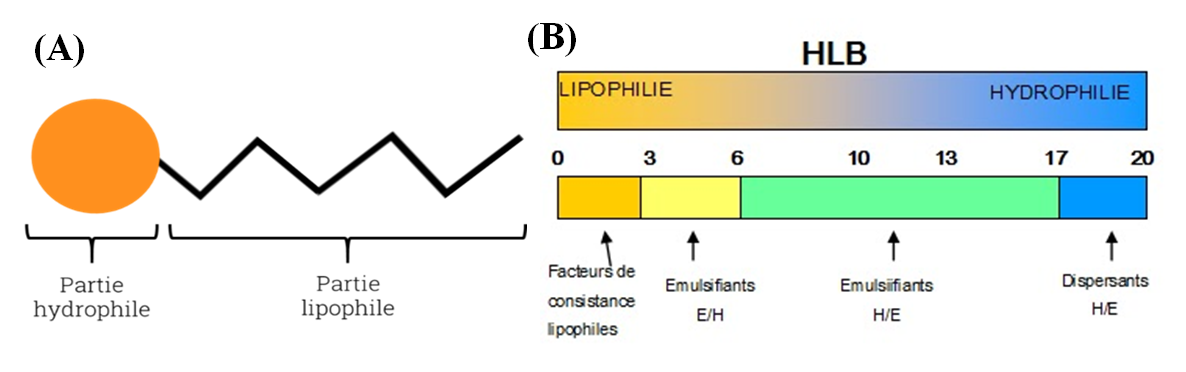 (A)
Partie
hydrophile
Partie
lipophile
(B)
HLB
LIPOPHILIE HYDROPHILIE
0 3 6 10 13 17 20
Facteurs de
consistance
lipophiles
Emulsifiants
E/H
Emulsiifiants
H/E
Dispersants
H/E